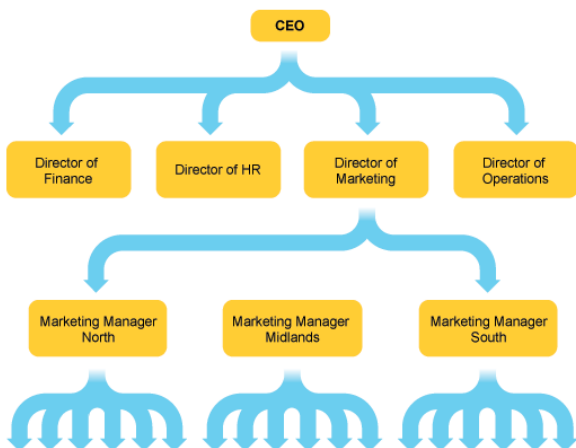 CEO
Director of
Finance
Director of HR
Director of
Marketing
Director of
Operations
Marketing Manager
North
Marketing Manager
Midlands
Marketing Manager
South